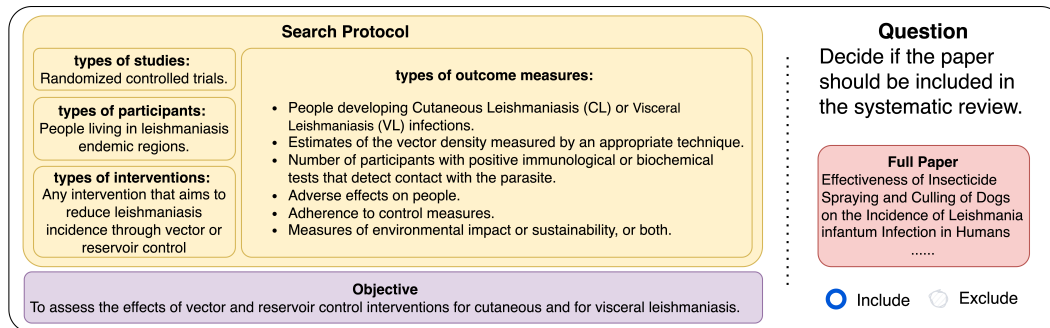 Search Protocol
types of studies:
Randomized controlled trials.
types of participants:
People living in leishmaniasis
endemic regions.
types of interventions:
Any intervention that aims to
reduce leishmaniasis
incidence through vector or
reservoir control
types of outcome measures:
• People developing Cutaneous Leishmaniasis (CL) or Visceral
Leishmaniasis (VL) infections.
• Estimates of the vector density measured by an appropriate technique.
• Number of participants with positive immunological or biochemical
tests that detect contact with the parasite.
• Adverse effects on people.
• Adherence to control measures.
• Measures of environmental impact or sustainability, or both.
Objective
To assess the effects of vector and reservoir control interventions for cutaneous and for visceral leishmaniasis.
Question
Decide if the paper
should be included in
the systematic review.
Full Paper
Effectiveness of Insecticide
Spraying and Culling of Dogs
on the Incidence of Leishmania
infantum Infection in Humans
......
Include
Exclude